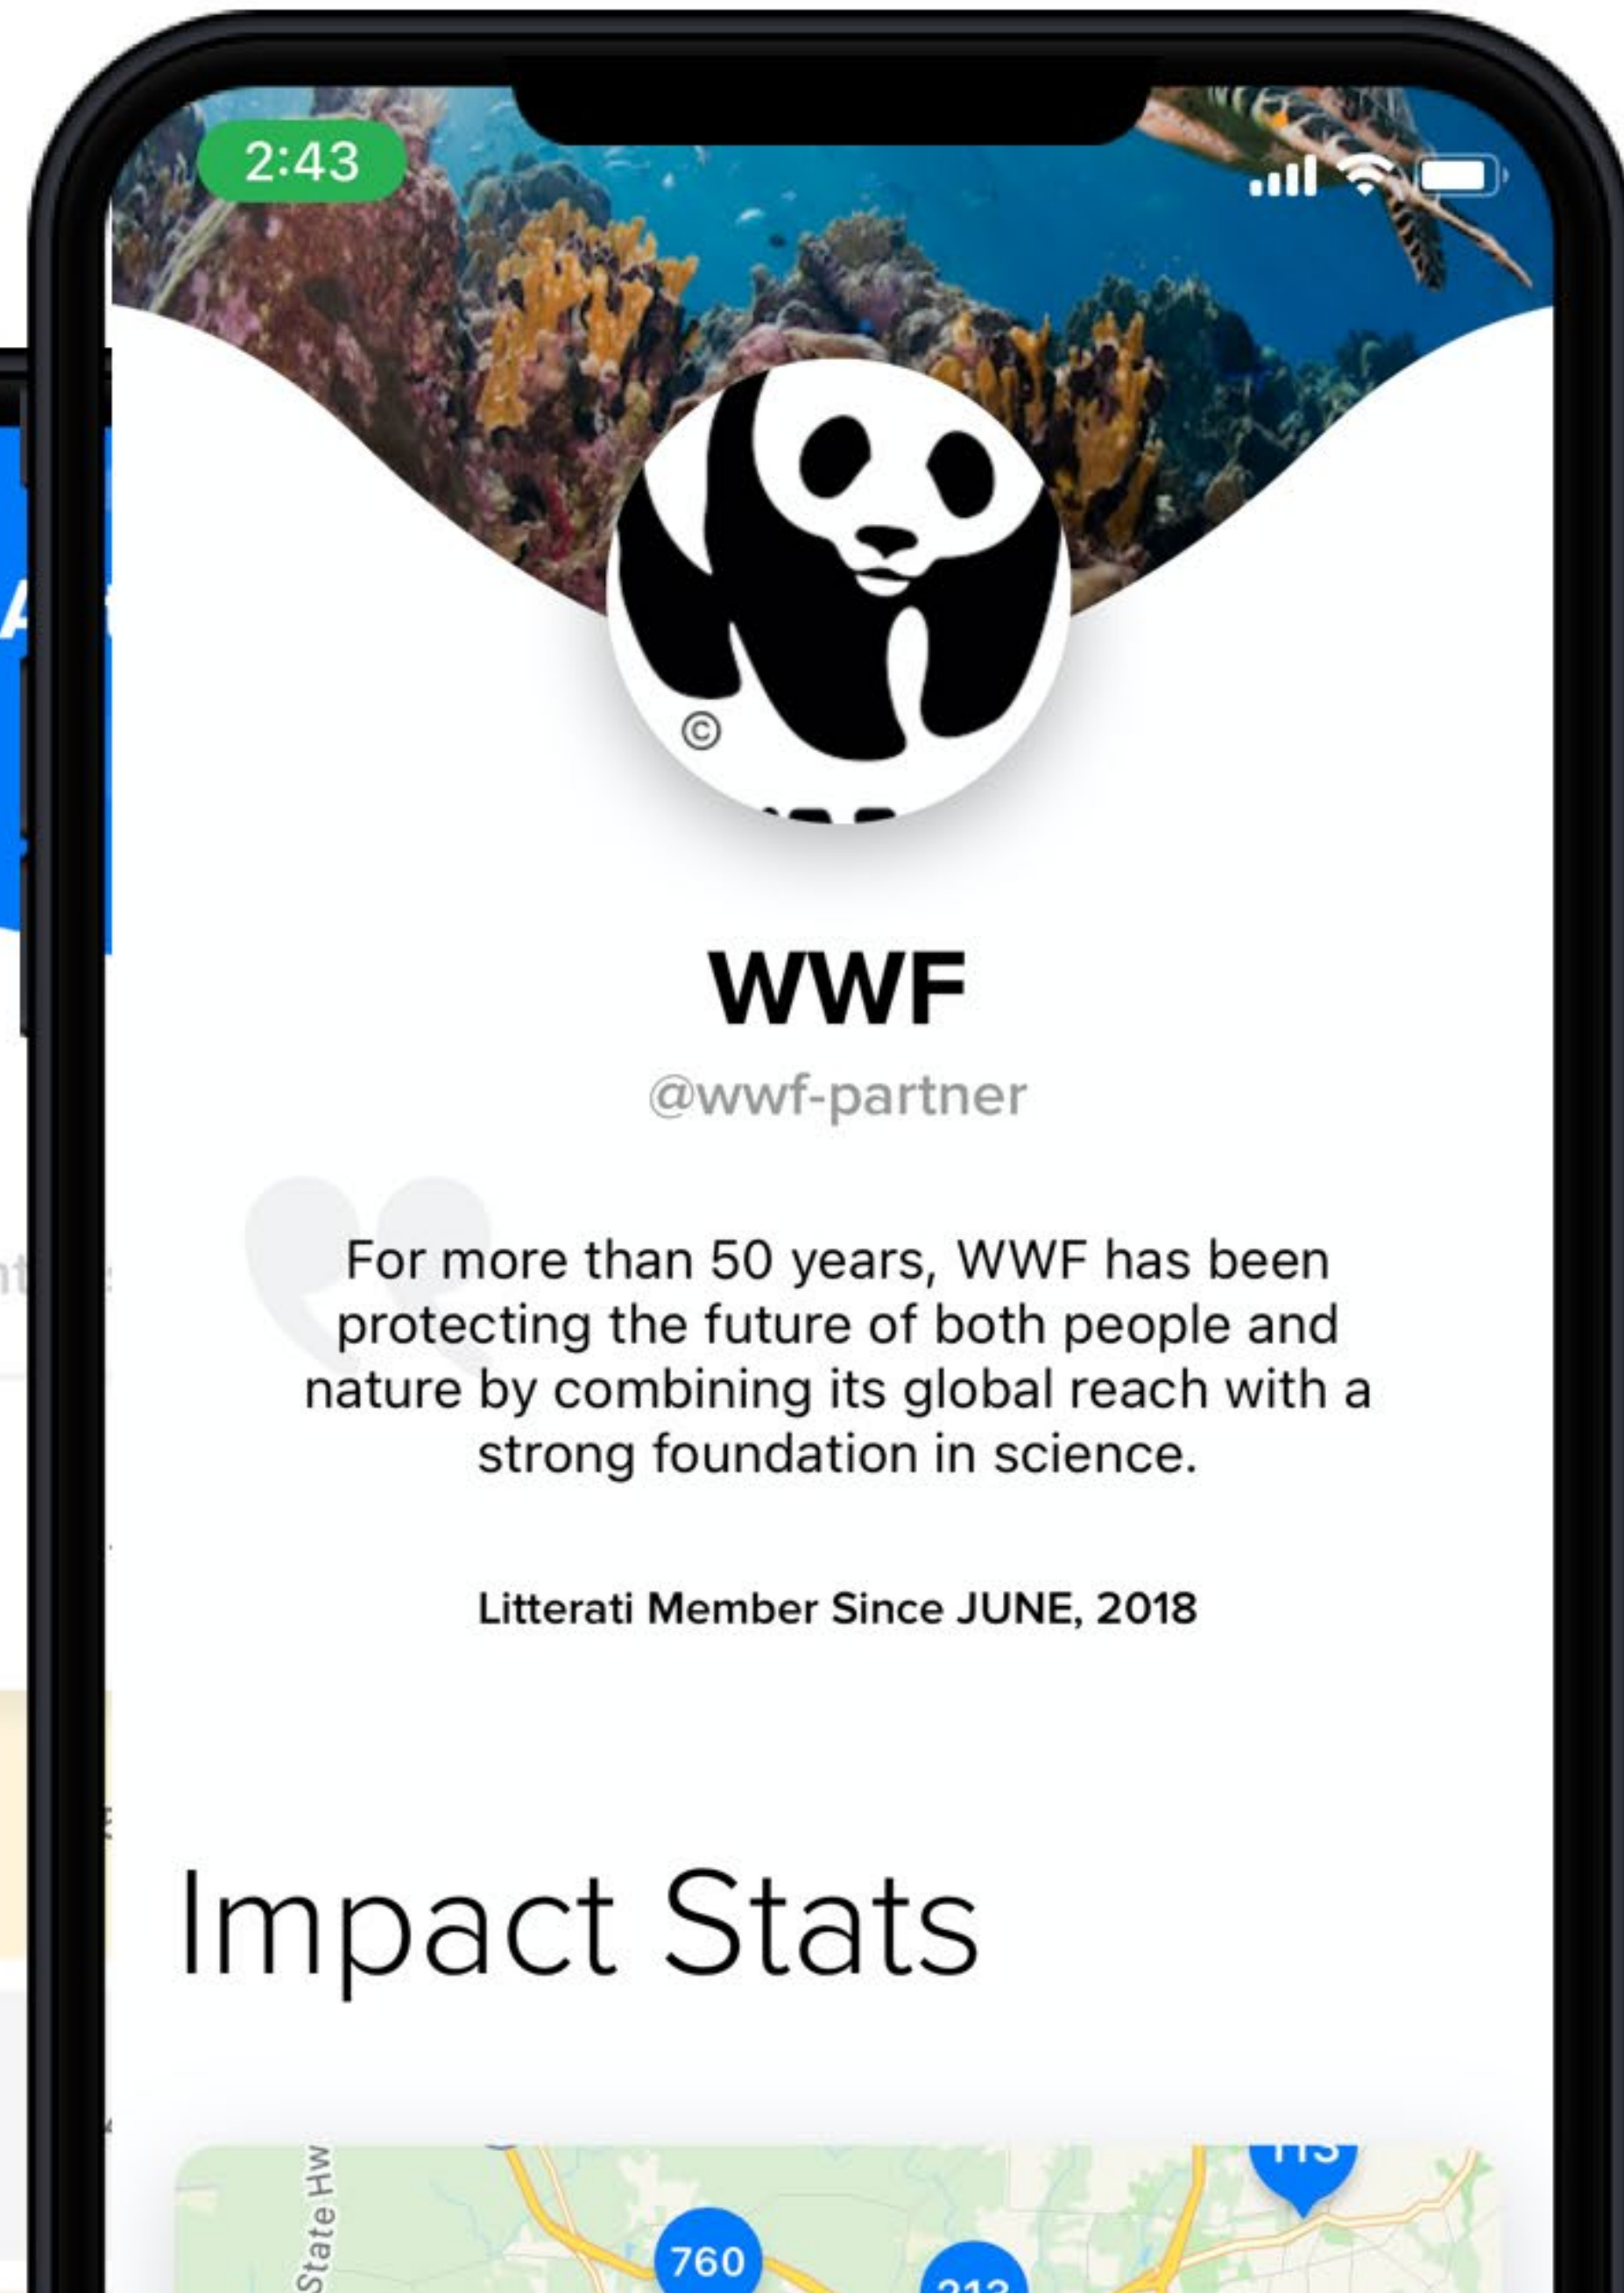 2:43
©
WWF
@wwf-partner
For more than 50 years, WWF has been
protecting the future of both people and
nature by combining its global reach with a
strong foundation in science.
Litterati Member Since JUNE, 2018
Impact Stats
State Hw
113
760
213